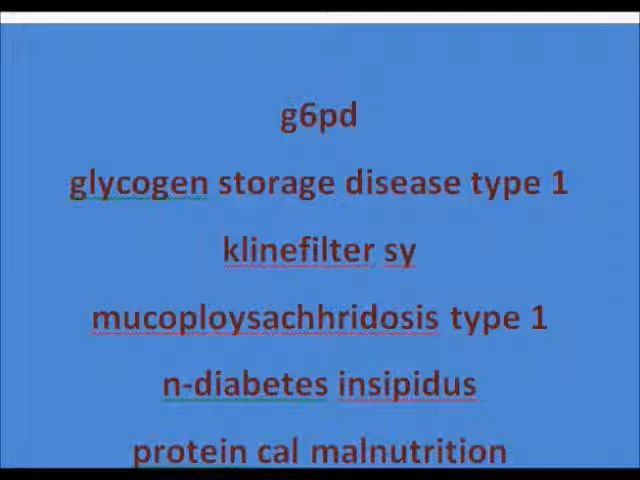 g6pd
glycogen storage disease type 1
klinefilter sy
mucoploysachhridosis type 1
n-diabetes insipidus
protein cal malnutrition